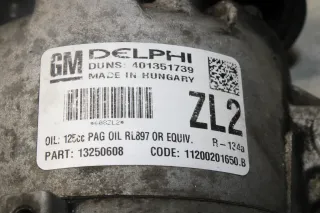 GM DELPHI
DUNS: 401351739
MADE IN HUNGARY
ZL2
OIL: 125cc PAG OIL RL897 OR EQUIV.
R-134a
PART: 13250608
CODE: 11200201650.B